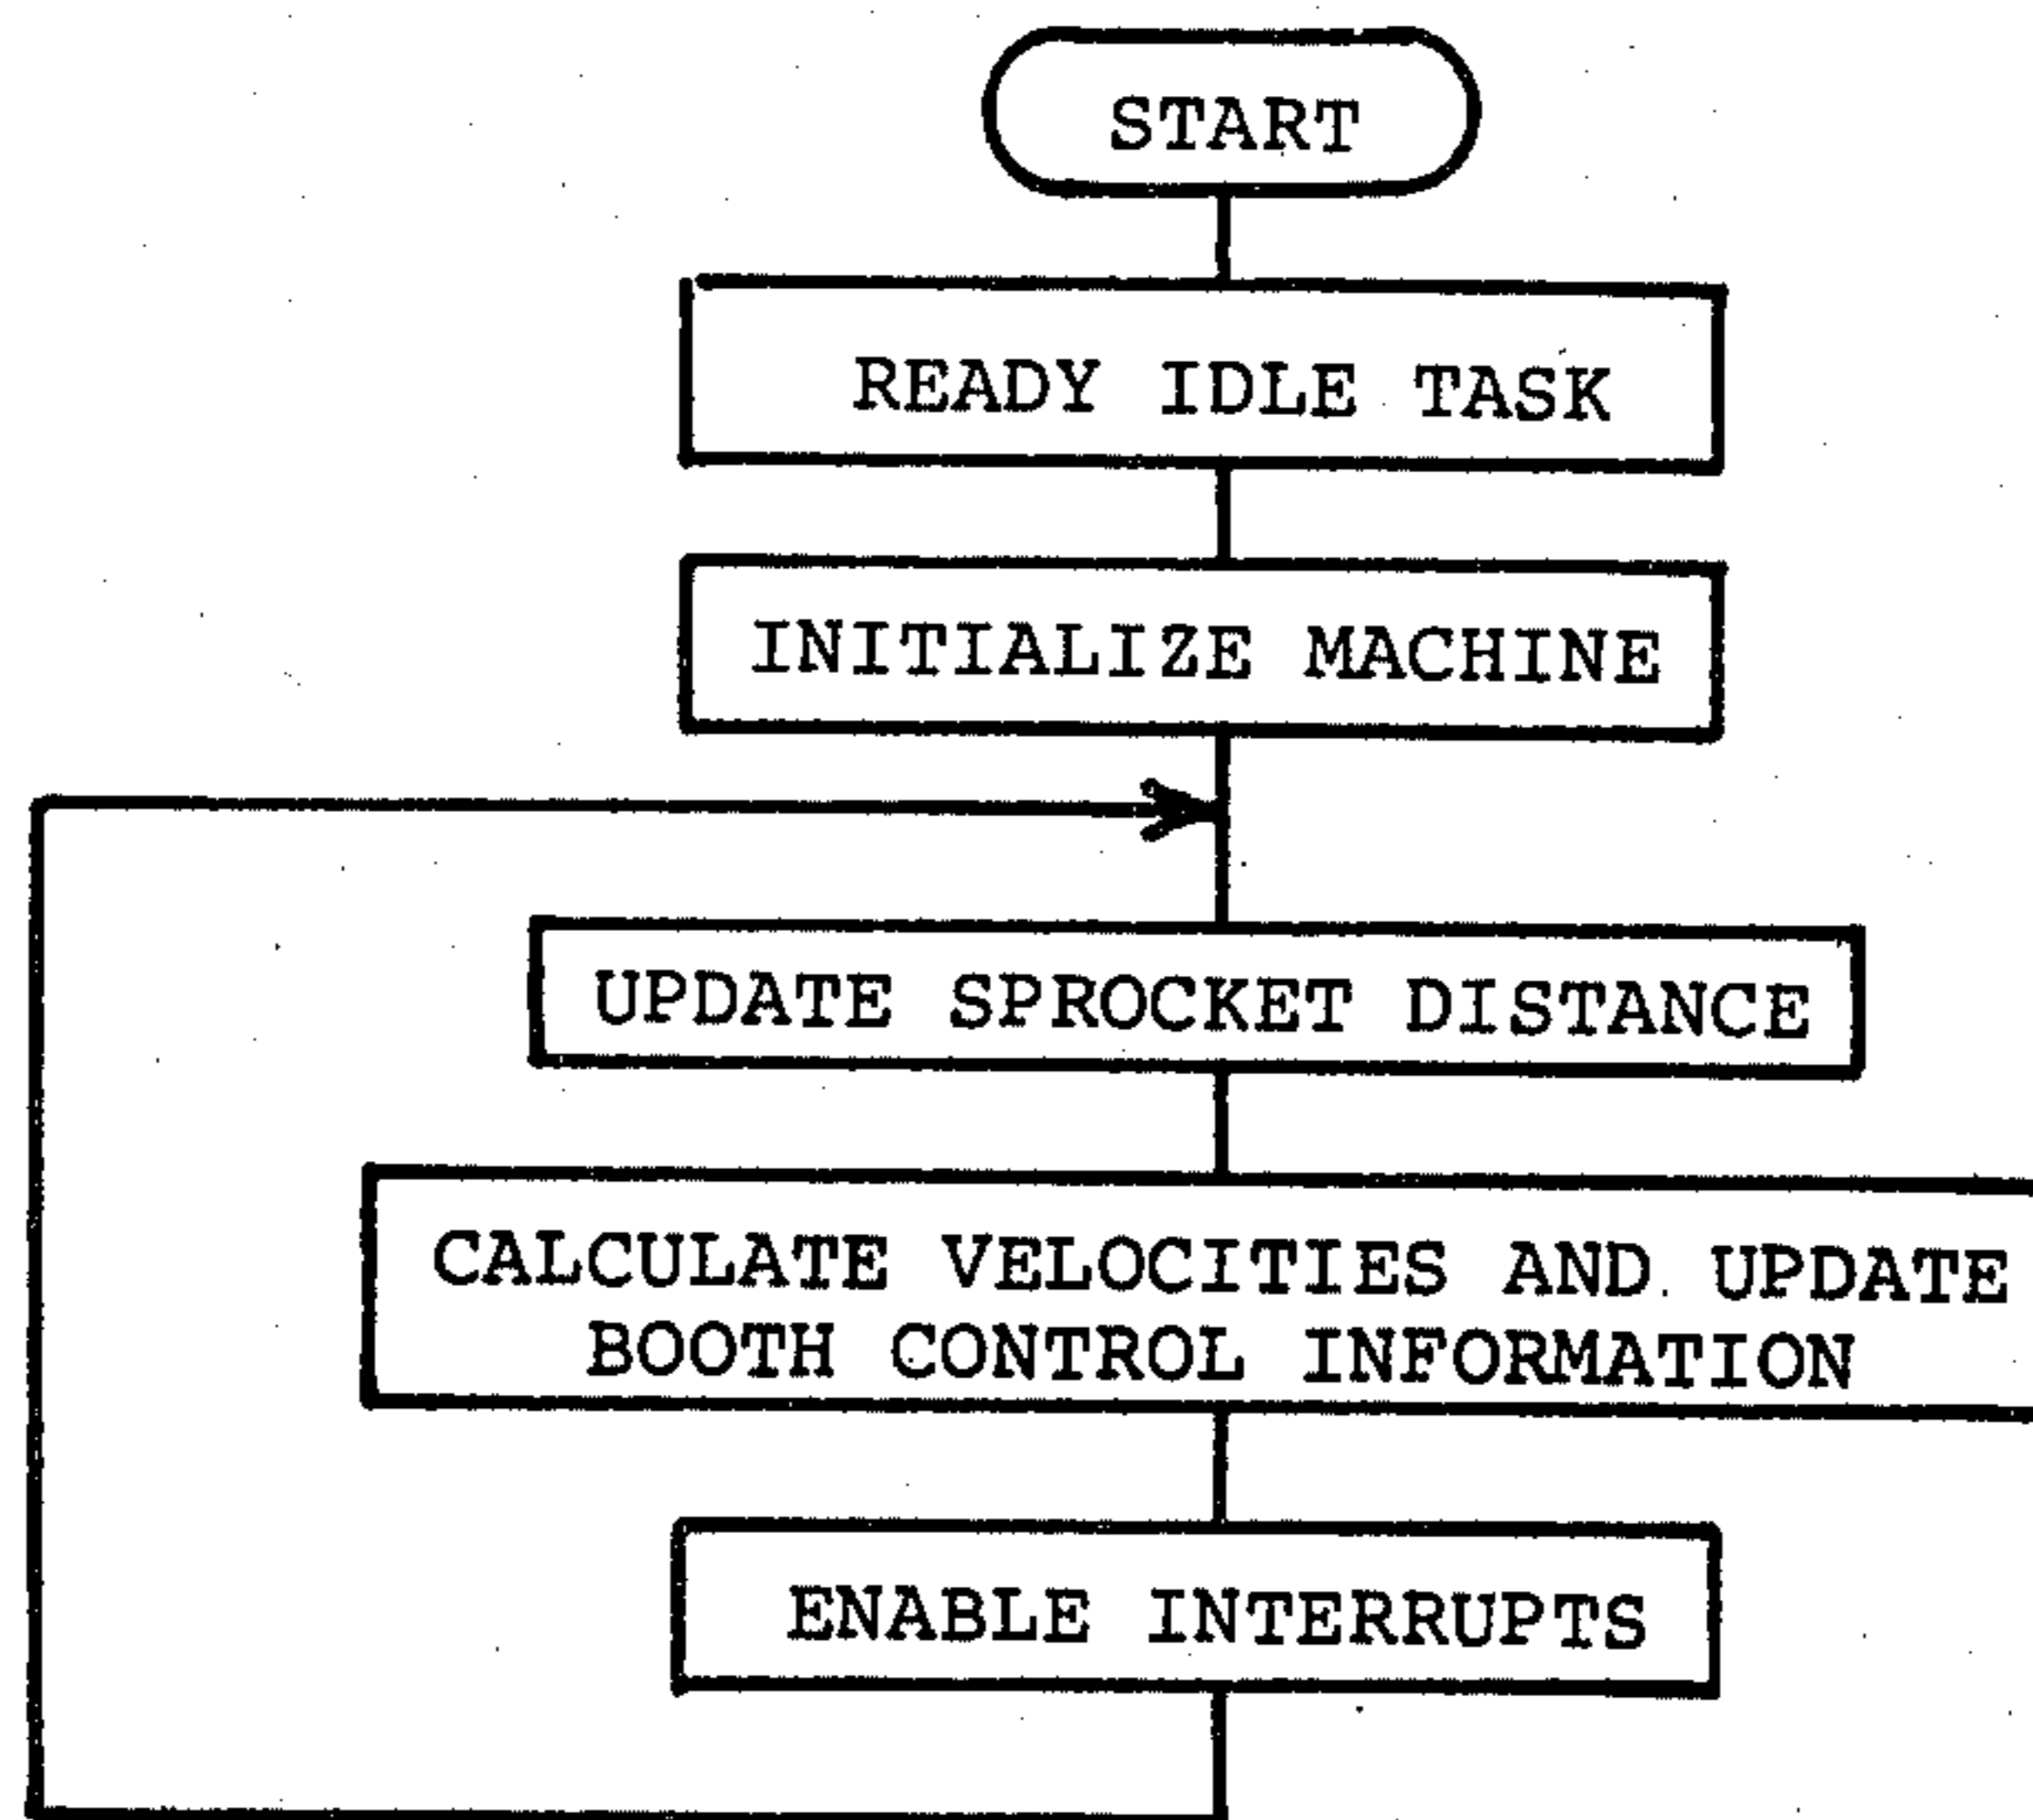 START
READY IDLE TASK
INITIALIZE MACHINE
UPDATE SPROCKET DISTANCE
CALCULATE VELOCITIES AND UPDATE
BOOTH CONTROL INFORMATION
ENABLE INTERRUPTS